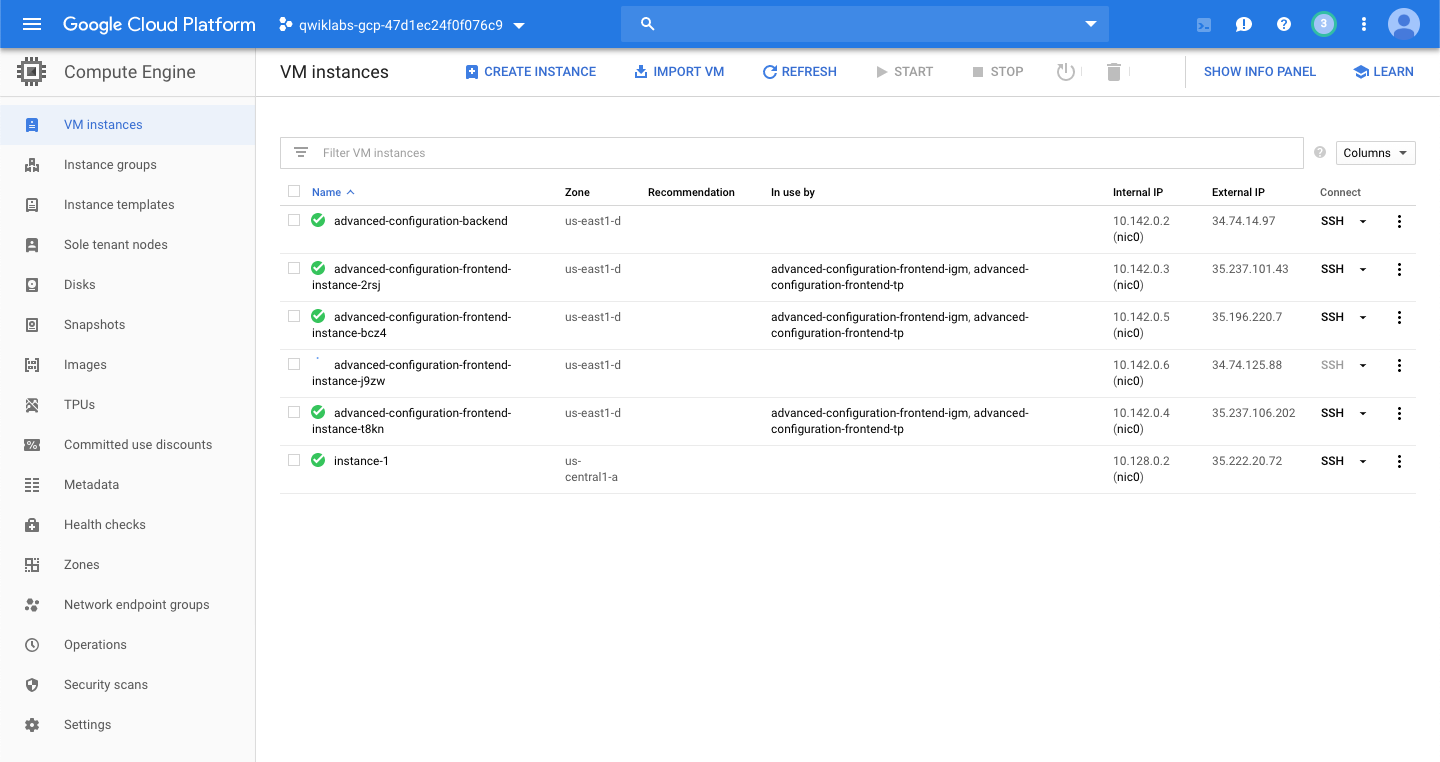 Google Cloud Platform
qwiklabs-gcp-47d1ec24f0f076c9
3
Compute Engine
VM instances
CREATE INSTANCE
IMPORT VM
REFRESH
START
STOP
SHOW INFO PANEL
LEARN
VM instances
Instance groups
Instance templates
Sole tenant nodes
Disks
Snapshots
Images
TPUs
Committed use discounts
Metadata
Health checks
Zones
Network endpoint groups
Operations
Security scans
Settings
Filter VM instances
Columns
Name Zone Recommendation In use by Internal IP External IP Connect
advanced-configuration-backend us-east1-d 10.142.0.2 34.74.14.97 SSH
(nic0)
advanced-configuration-frontend- us-east1-d advanced-configuration-frontend-igm, advanced- 10.142.0.3 35.237.101.43 SSH
instance-2rsj configuration-frontend-tp (nic0)
advanced-configuration-frontend- us-east1-d advanced-configuration-frontend-igm, advanced- 10.142.0.5 35.196.220.7 SSH
instance-bcz4 configuration-frontend-tp (nic0)
advanced-configuration-frontend- us-east1-d 10.142.0.6 34.74.125.88 SSH
instance-j9zw (nic0)
advanced-configuration-frontend- us-east1-d advanced-configuration-frontend-igm, advanced- 10.142.0.4 35.237.106.202 SSH
instance-t8kn configuration-frontend-tp (nic0)
instance-1 us- 10.128.0.2 35.222.20.72 SSH
central1-a (nic0)